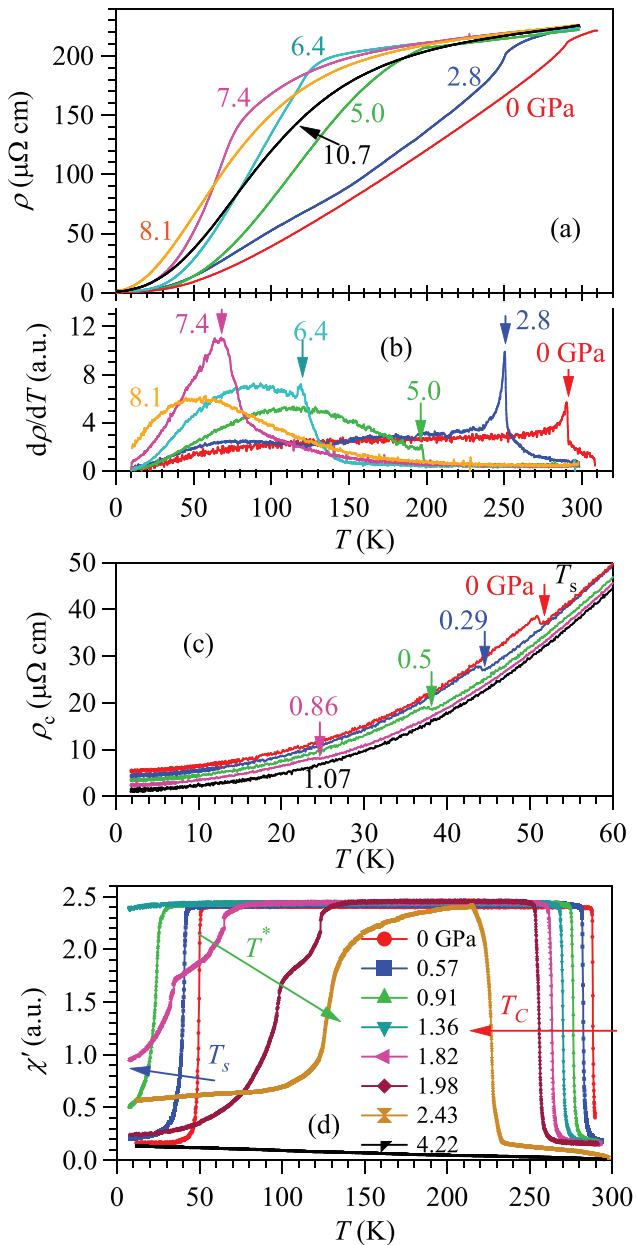 200
150
100
50
0
ρ (μΩ cm)
6.4
7.4
2.8
5.0
0 GPa
10.7
8.1
(a)
12
8
4
0
dρ/dT (a.u.)
7.4
6.4
(b)
2.8
0 GPa
8.1
5.0
0 50 100 150 200 250 300
T (K)
50
40
30
20
10
0
ρc (μΩ cm)
(c)
0 GPa
Ts
0.29
0.5
0.86
1.07
0 10 20 30 40 50 60
T (K)
2.5
2.0
1.5
1.0
0.5
0.0
χ′ (a.u.)
T*
Ts
TC
0 GPa
0.57
0.91
1.36
1.82
1.98
2.43
4.22
(d)
0 50 100 150 200 250 300
T (K)